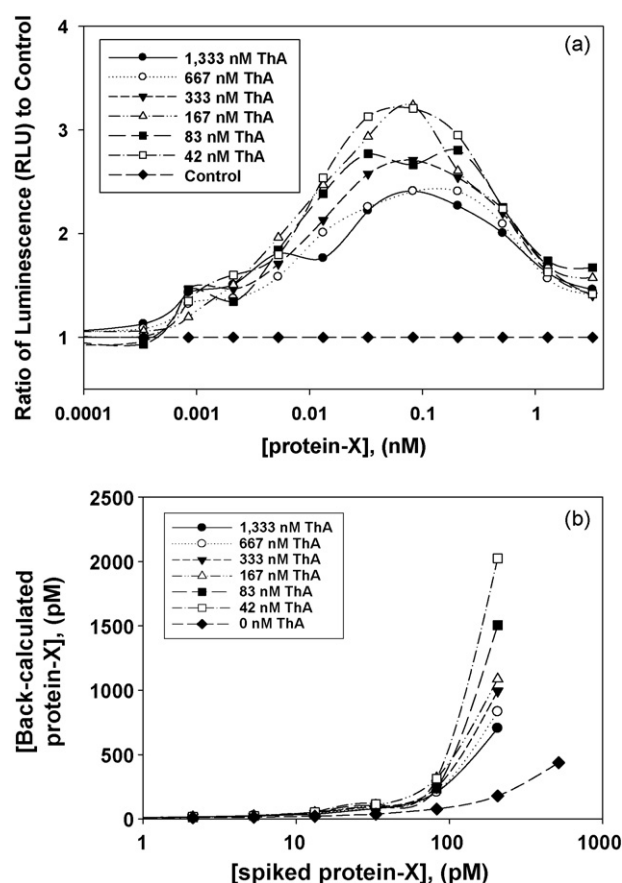 (a)
Ratio of Luminescence (RLU) to Control
4
3
2
1
1,333 nM ThA
667 nM ThA
333 nM ThA
167 nM ThA
83 nM ThA
42 nM ThA
Control
0.0001
0.001
0.01
0.1
1
[protein-X], (nM)
(b)
[Back-calculated
protein-X], (pM)
2500
2000
1500
1000
500
0
1,333 nM ThA
667 nM ThA
333 nM ThA
167 nM ThA
83 nM ThA
42 nM ThA
0 nM ThA
1
10
100
1000
[spiked protein-X], (pM)